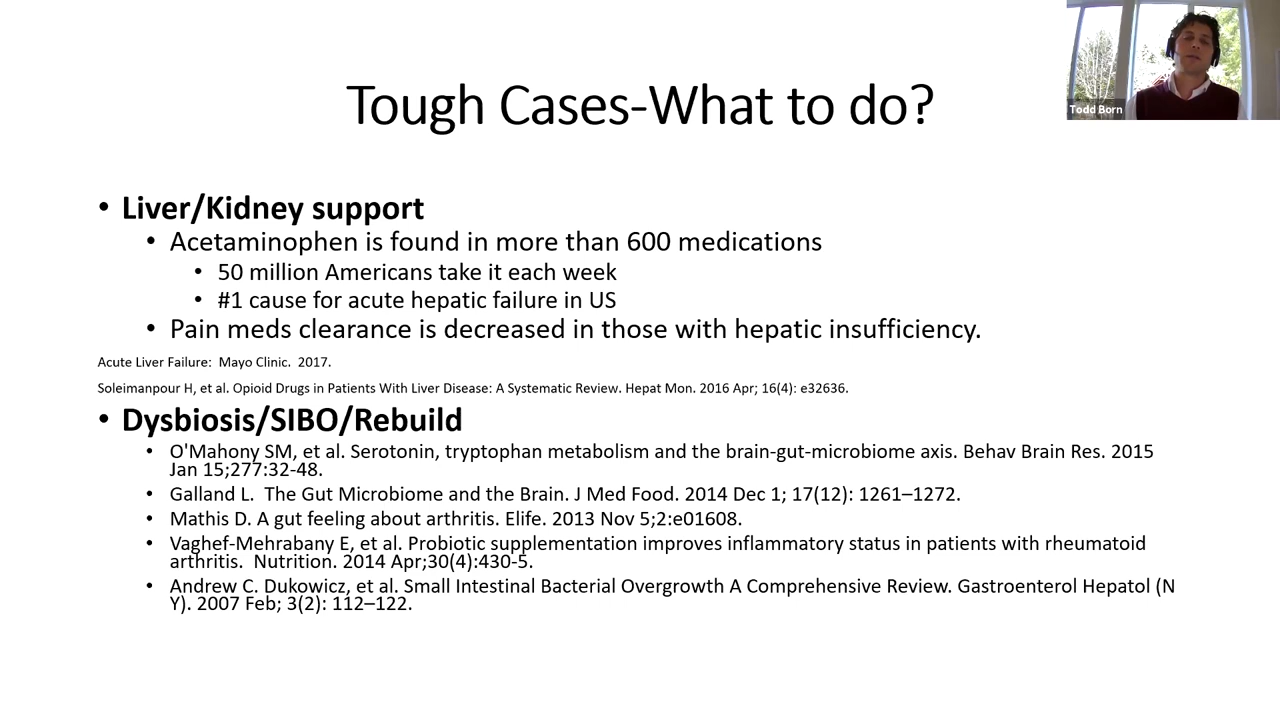 Todd Born
Tough Cases-What to do?
• Liver/Kidney support
• Acetaminophen is found in more than 600 medications
• 50 million Americans take it each week
• #1 cause for acute hepatic failure in US
• Pain meds clearance is decreased in those with hepatic insufficiency.
Acute Liver Failure:  Mayo Clinic.  2017.
Soleimanpour H, et al. Opioid Drugs in Patients With Liver Disease: A Systematic Review. Hepat Mon. 2016 Apr; 16(4): e32636.
• Dysbiosis/SIBO/Rebuild
• O'Mahony SM, et al. Serotonin, tryptophan metabolism and the brain-gut-microbiome axis. Behav Brain Res. 2015
Jan 15;277:32-48.
• Galland L.  The Gut Microbiome and the Brain. J Med Food. 2014 Dec 1; 17(12): 1261–1272.
• Mathis D. A gut feeling about arthritis. Elife. 2013 Nov 5;2:e01608.
• Vaghef-Mehrabany E, et al. Probiotic supplementation improves inflammatory status in patients with rheumatoid
arthritis.  Nutrition. 2014 Apr;30(4):430-5.
• Andrew C. Dukowicz, et al. Small Intestinal Bacterial Overgrowth A Comprehensive Review. Gastroenterol Hepatol (N
Y). 2007 Feb; 3(2): 112–122.